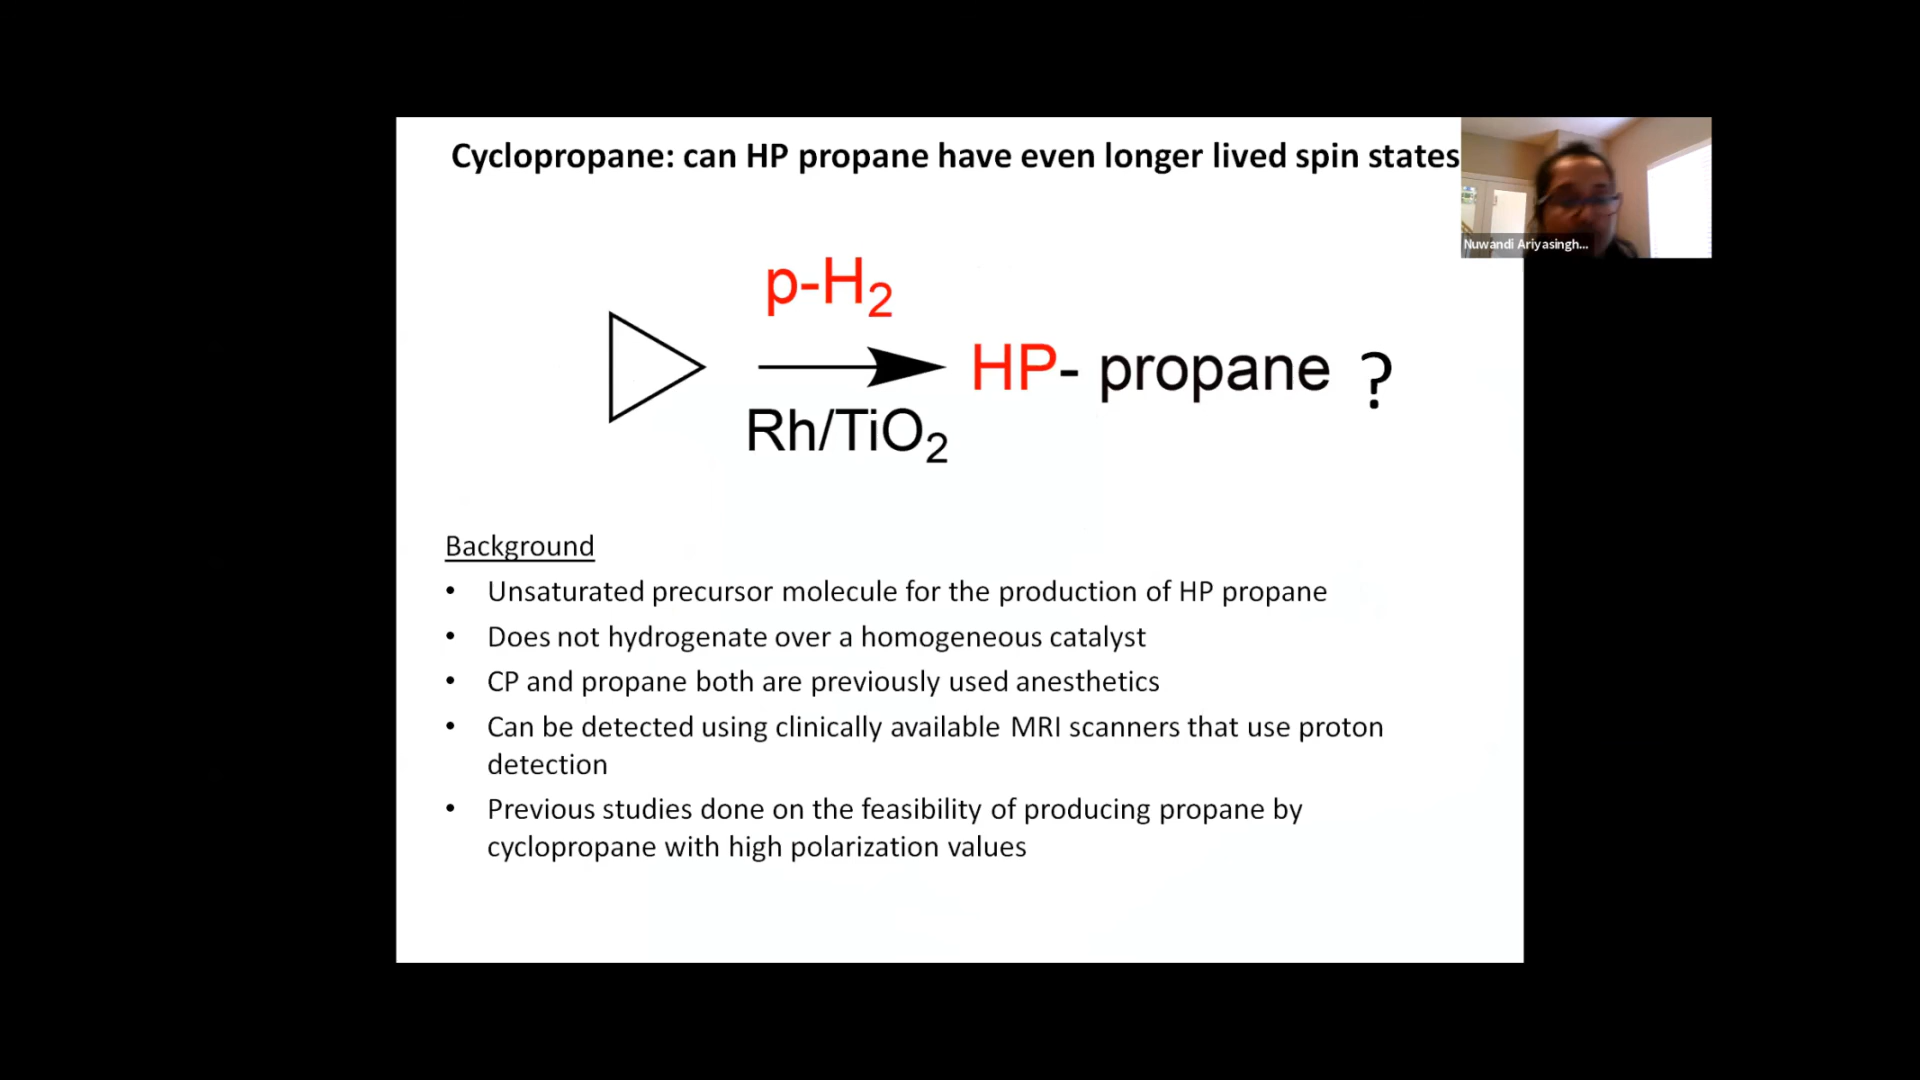 Cyclopropane: can HP propane have even longer lived spin states
Nuwandi Ariyasingh...
p-H₂
HP- propane ?
Rh/TiO₂
Background
• Unsaturated precursor molecule for the production of HP propane
• Does not hydrogenate over a homogeneous catalyst
• CP and propane both are previously used anesthetics
• Can be detected using clinically available MRI scanners that use proton
detection
• Previous studies done on the feasibility of producing propane by
cyclopropane with high polarization values